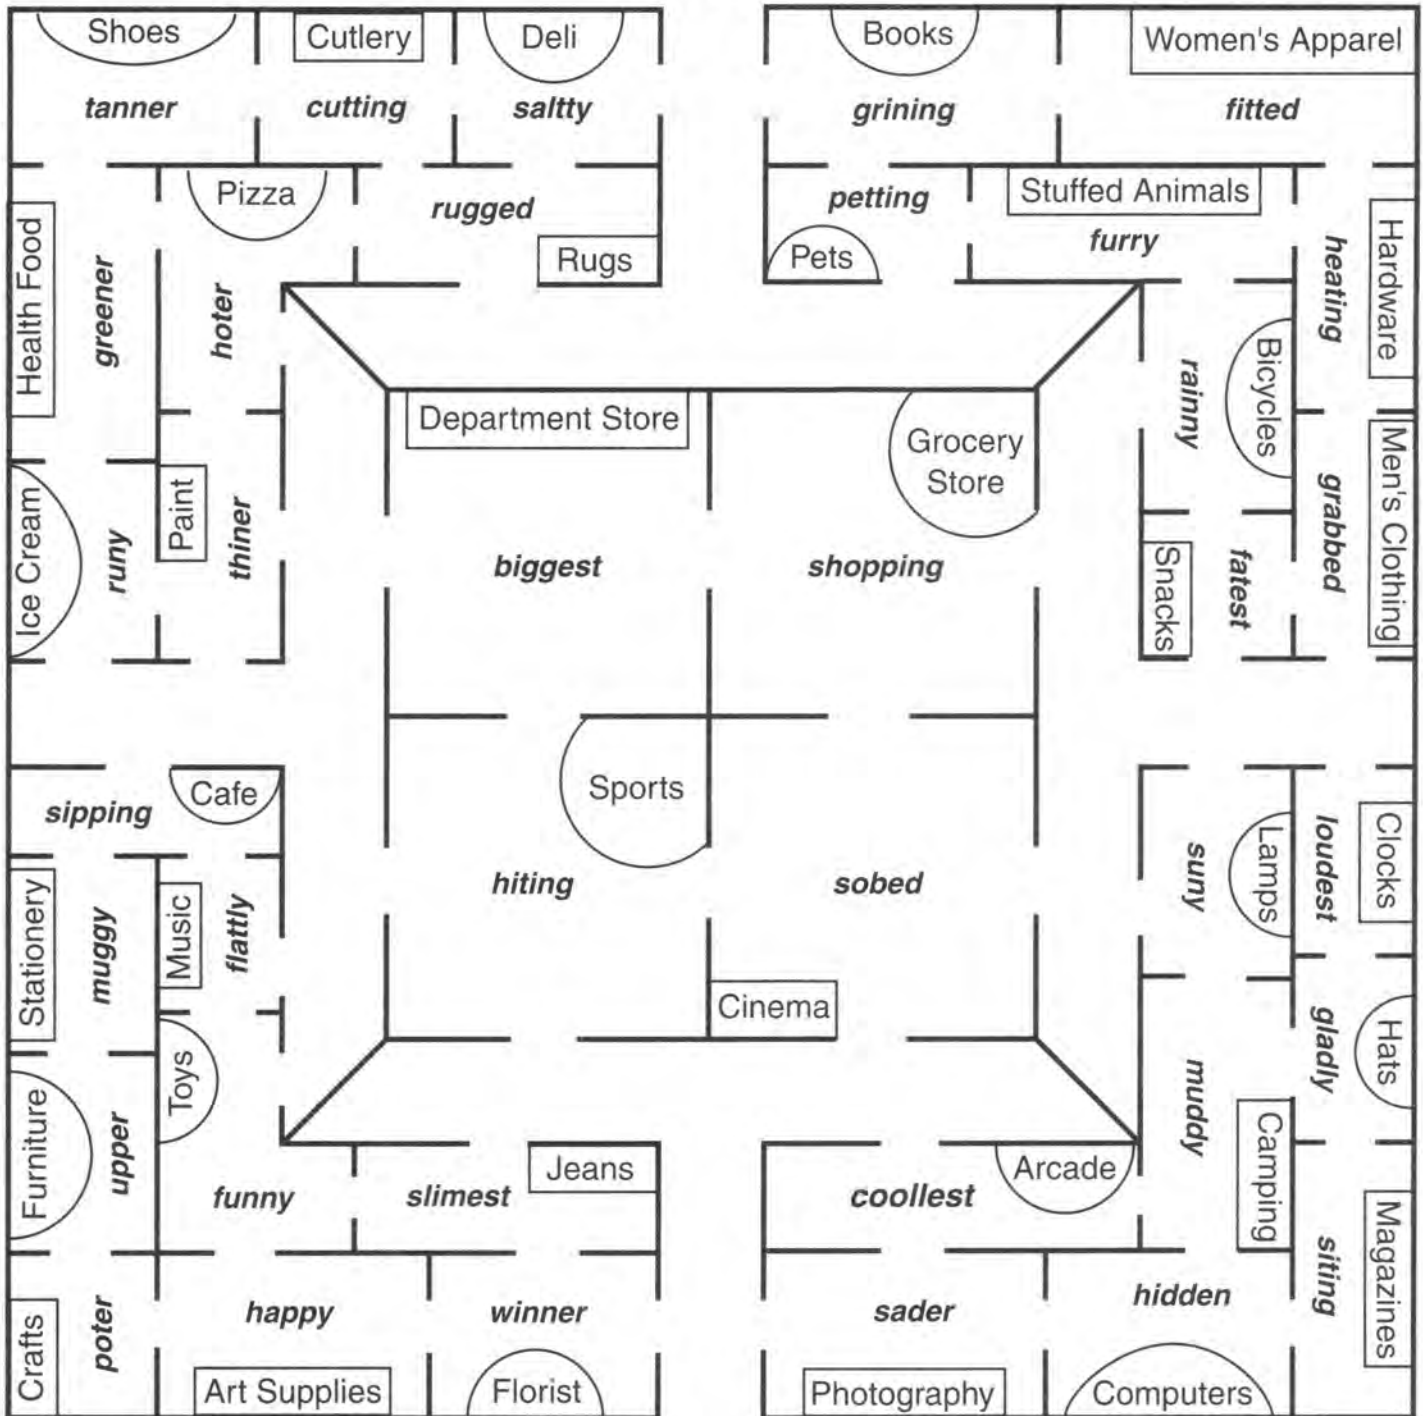 Shoes
Cutlery
Deli
Books
Women's Apparel
tanner
cutting
saltty
grining
fitted
Pizza
rugged
Rugs
petting
Pets
Stuffed Animals
furry
Health Food
greener
hoter
heating
Hardware
rainny
Bicycles
Department Store
Grocery
Store
Ice Cream
runy
Paint
thiner
biggest
shopping
Snacks
fatest
grabbed
Men's Clothing
sipping
Cafe
Sports
hiting
sobed
suny
Lamps
loudest
Clocks
Stationery
muggy
Music
flattly
Cinema
gladly
Hats
Furniture
upper
Toys
funny
slimest
Jeans
coollest
Arcade
muddy
Camping
siting
Magazines
Crafts
poter
happy
Art Supplies
winner
Florist
sader
Photography
hidden
Computers